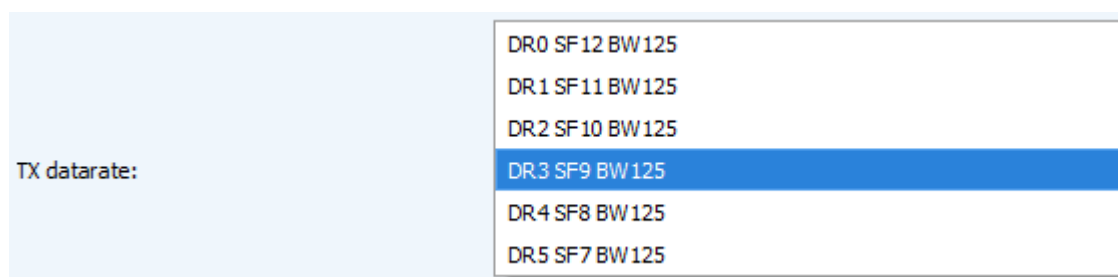 DR0 SF12 BW125
DR1 SF11 BW125
DR2 SF10 BW125
TX datarate:
DR3 SF9 BW125
DR4 SF8 BW125
DR5 SF7 BW125